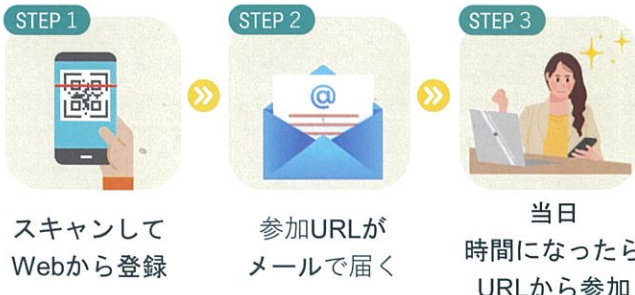 STEP 1
スキャンして
Webから登録
STEP 2
@
参加URLが
メールで届く
STEP 3
当日
時間になったら
URLから参加